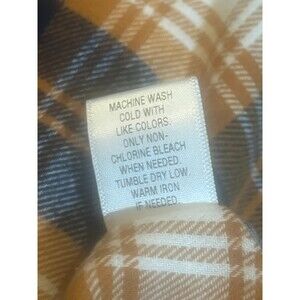 MACHINE WASH
COLD WITH
LIKE COLORS.
ONLY NON-
CHLORINE BLEACH
WHEN NEEDED.
TUMBLE DRY LOW.
WARM IRON
IF NEEDED